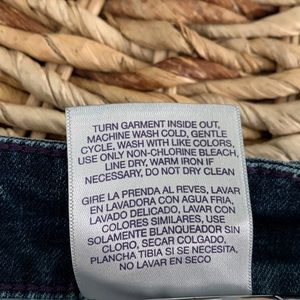 TURN GARMENT INSIDE OUT,
MACHINE WASH COLD, GENTLE
CYCLE, WASH WITH LIKE COLORS,
USE ONLY NON-CHLORINE BLEACH,
LINE DRY, WARM IRON IF
NECESSARY, DO NOT DRY CLEAN
GIRE LA PRENDA AL REVES, LAVAR
EN LAVADORA CON AGUA FRIA,
LAVADO DELICADO, LAVAR CON
COLORES SIMILARES, USE
SOLAMENTE BLANQUEADOR SIN
CLORO, SECAR COLGADO,
PLANCHA TIBIA SI SE NECESITA,
NO LAVAR EN SECO